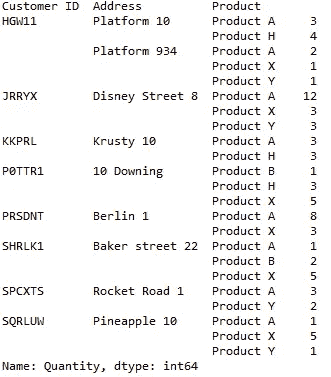 Customer ID  Address          Product
HGW11        Platform 10      Product A     3
                              Product H     4
             Platform 934     Product A     2
                              Product X     1
                              Product Y     1
JRRYX        Disney Street 8  Product A    12
                              Product X     3
                              Product Y     3
KKPRL        Krusty 10        Product A     3
                              Product H     3
P0TTR1       10 Downing       Product B     1
                              Product H     3
                              Product X     5
PRSDNT       Berlin 1         Product A     8
                              Product X     3
SHRLK1       Baker street 22  Product A     1
                              Product B     2
                              Product X     5
SPCXTS       Rocket Road 1    Product A     3
                              Product Y     2
SQRLUW       Pineapple 10     Product A     1
                              Product X     5
                              Product Y     1
Name: Quantity, dtype: int64